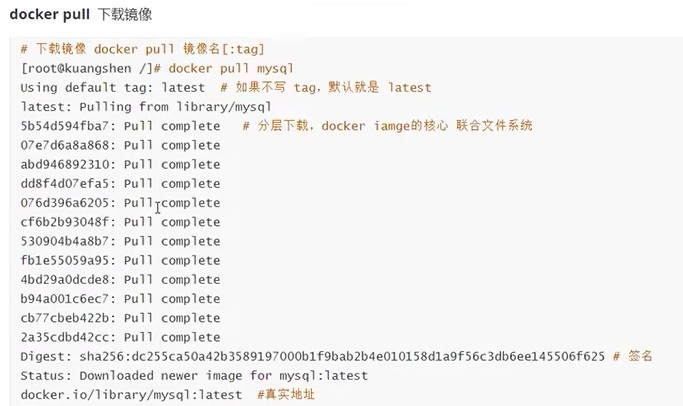 docker pull 下载镜像
# 下载镜像 docker pull 镜像名[:tag]
[root@kuangshen /]# docker pull mysql
Using default tag: latest # 如果不写 tag，默认就是 latest
latest: Pulling from library/mysql
5b54d594fba7: Pull complete # 分层下载，docker iamge的核心 联合文件系统
07e7d6a8a868: Pull complete
abd946892310: Pull complete
dd8f4d07efa5: Pull complete
076d396a6205: Pull complete
cf6b2b93048f: Pull complete
530904b4a8b7: Pull complete
fb1e55059a95: Pull complete
4bd29a0dcde8: Pull complete
b94a001c6ec7: Pull complete
cb77cbeb422b: Pull complete
2a35cdbd42cc: Pull complete
Digest: sha256:dc255ca50a42b3589197000b1f9bab2b4e010158d1a9f56c3db6ee145506f625 # 签名
Status: Downloaded newer image for mysql:latest
docker.io/library/mysql:latest #真实地址